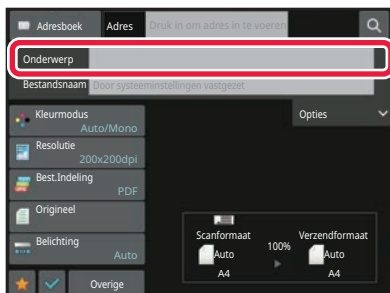 Adresboek Adres Druk in om adres in te voeren
Onderwerp
Bestandsnaam Door systeeminstellingen vastgezet
Kleurmodus
Auto/Mono
Opties
Resolutie
200x200dpi
Best.Indeling
PDF
Origineel
Belichting
Auto
Scanformaat 100% Verzendformaat
Auto Auto
A4 A4
Overige